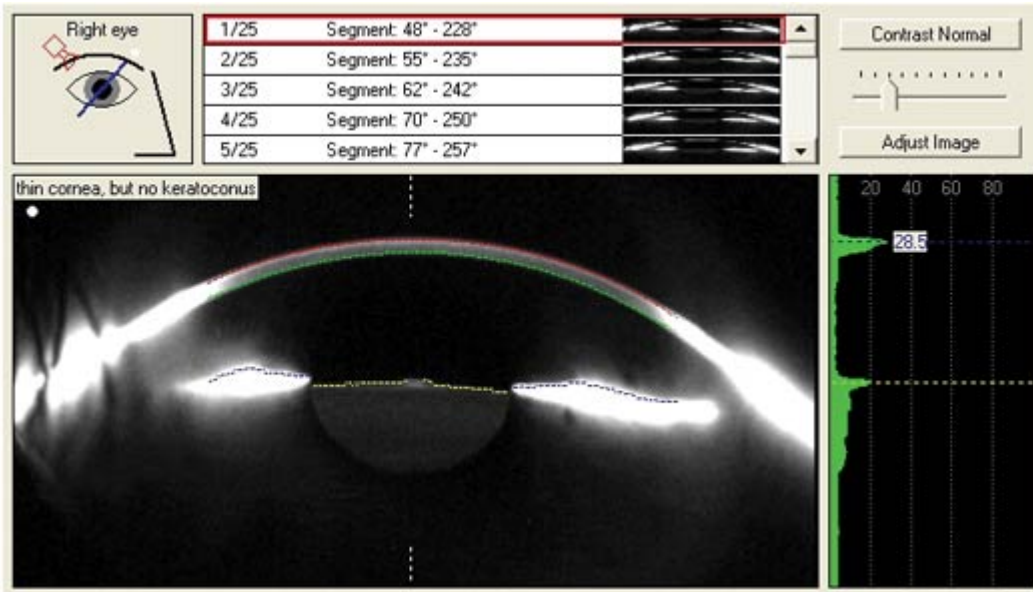 Right eye
1/25 Segment: 48° - 228°
2/25 Segment: 55° - 235°
3/25 Segment: 62° - 242°
4/25 Segment: 70° - 250°
5/25 Segment: 77° - 257°
Contrast Normal
Adjust Image
thin cornea, but no keratoconus
20 40 60 80
28.5